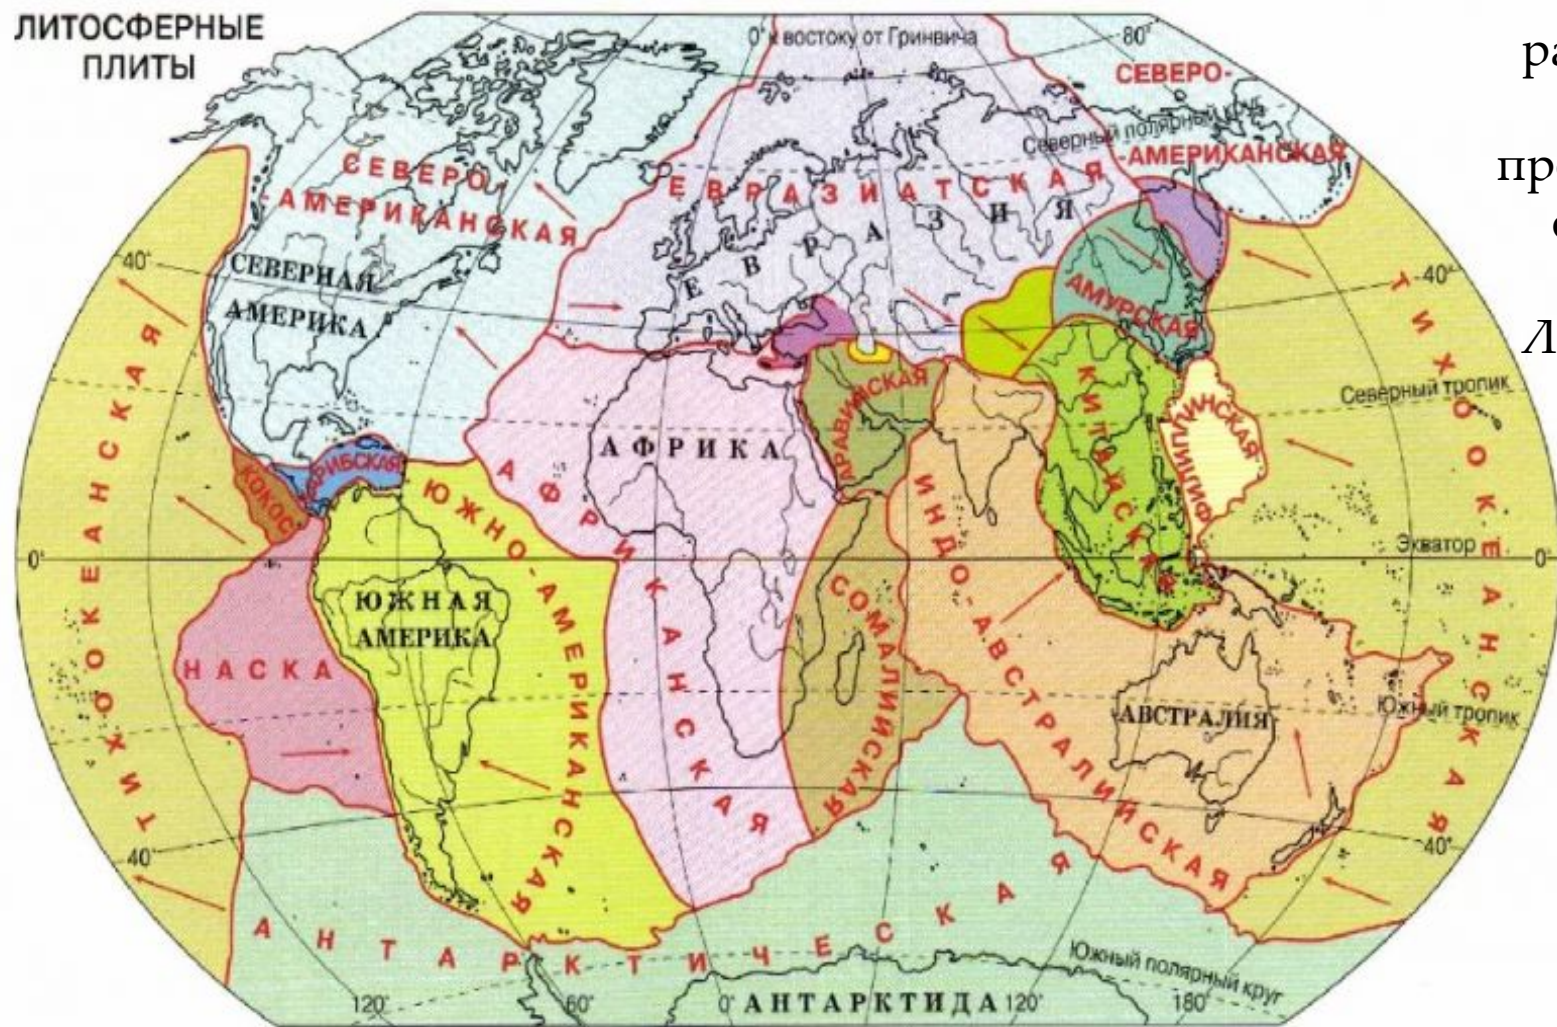 ЛИТОСФЕРНЫЕ
ПЛИТЫ
0° к востоку от Гринвича
80°
СЕВЕРО-
-АМЕРИКАНСКАЯ
Северный полярный круг
СЕВЕРО-
-АМЕРИКАНСКАЯ
ЕВРАЗИАТСКАЯ
ЕВРАЗИЯ
СЕВЕРНАЯ
АМЕРИКА
40°
40°
АМУРСКАЯ
ТИХООКЕАНСКАЯ
ТИХООКЕАНСКАЯ
Северный тропик
КИТАЙСКАЯ
ФИЛИППИНСКАЯ
АРАВИЙСКАЯ
АФРИКА
АФРИКАНСКАЯ
КАРИБСКАЯ
КОКОС
ЮЖНО-АМЕРИКАНСКАЯ
ИНДО-АВСТРАЛИЙСКАЯ
0°
Экватор
0°
СОМАЛИЙСКАЯ
ЮЖНАЯ
АМЕРИКА
НАСКА
АВСТРАЛИЯ
Южный тропик
40°
40°
АНТАРКТИЧЕСКАЯ
Южный полярный круг
120°
60°
0°
АНТАРКТИДА
120°
180°
ра
пр